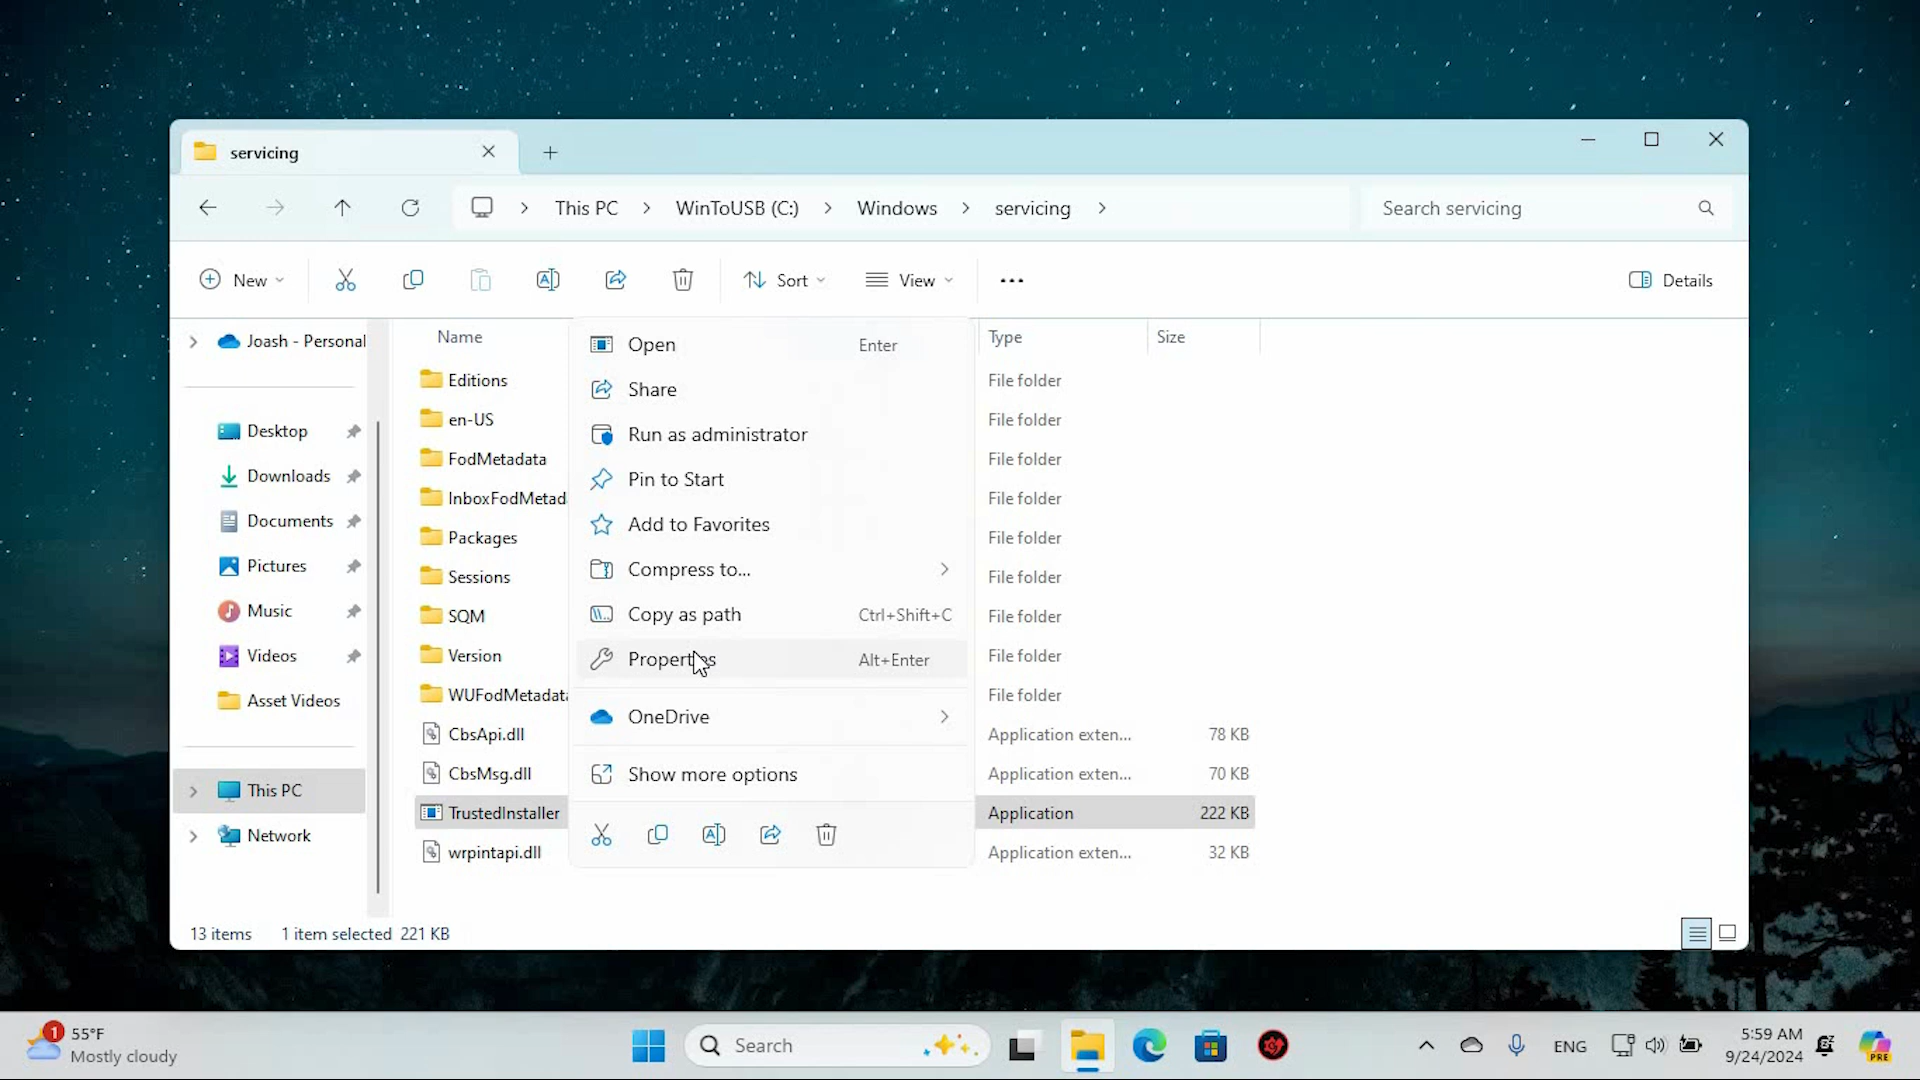 servicing
This PC
WinToUSB (C:)
Windows
servicing
Search servicing
New
Sort
View
Details
Joash - Personal
Desktop
Downloads
Documents
Pictures
Music
Videos
Asset Videos
This PC
Network
Name
Type
Size
Editions
File folder
en-US
File folder
FodMetadata
File folder
InboxFodMetad
File folder
Packages
File folder
Sessions
File folder
SQM
File folder
Version
File folder
WUFodMetadata
File folder
CbsApi.dll
Application exten...
78 KB
CbsMsg.dll
Application exten...
70 KB
TrustedInstaller
Application
222 KB
wrpintapi.dll
Application exten...
32 KB
Open
Enter
Share
Run as administrator
Pin to Start
Add to Favorites
Compress to...
Copy as path
Ctrl+Shift+C
Properties
Alt+Enter
OneDrive
Show more options
13 items
1 item selected 221 KB
1
55°F
Mostly cloudy
Search
ENG
5:59 AM
9/24/2024
PRE